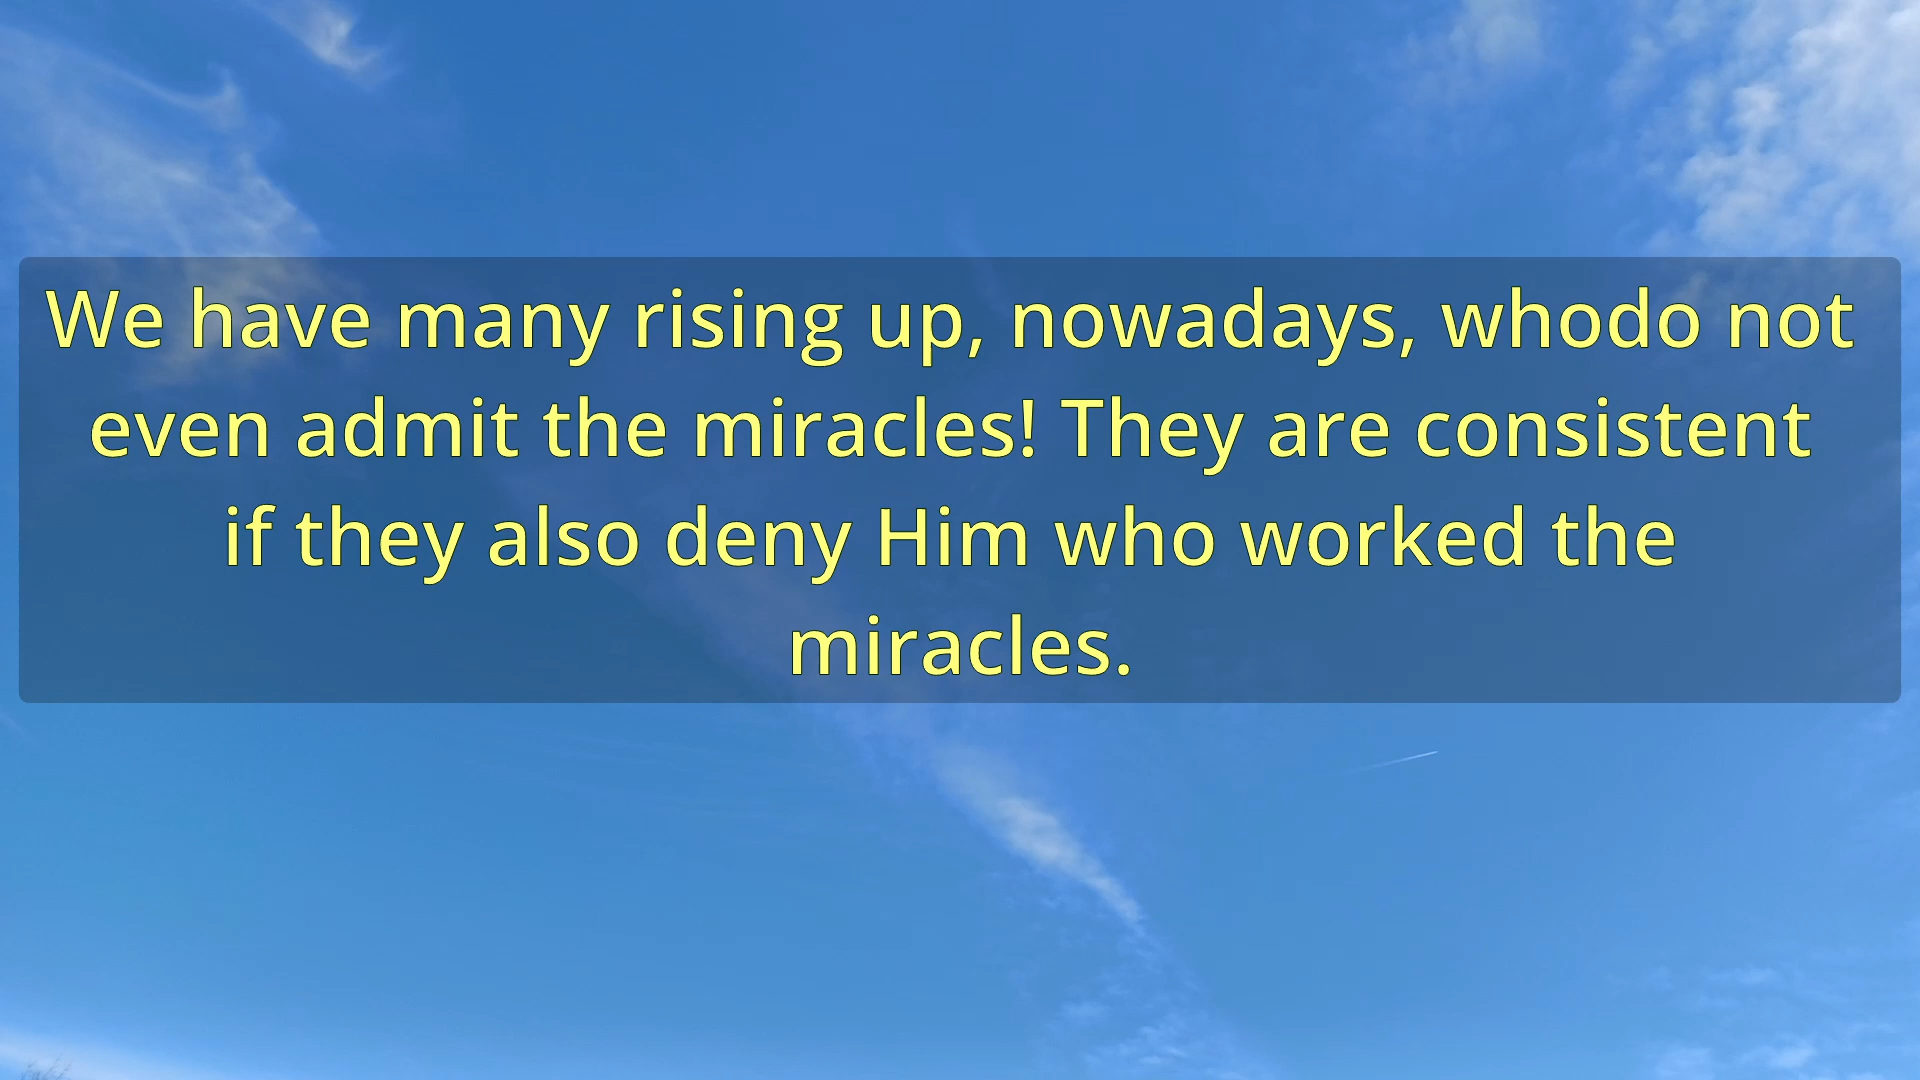 We have many rising up, nowadays, whodo not
even admit the miracles! They are consistent
if they also deny Him who worked the
miracles.